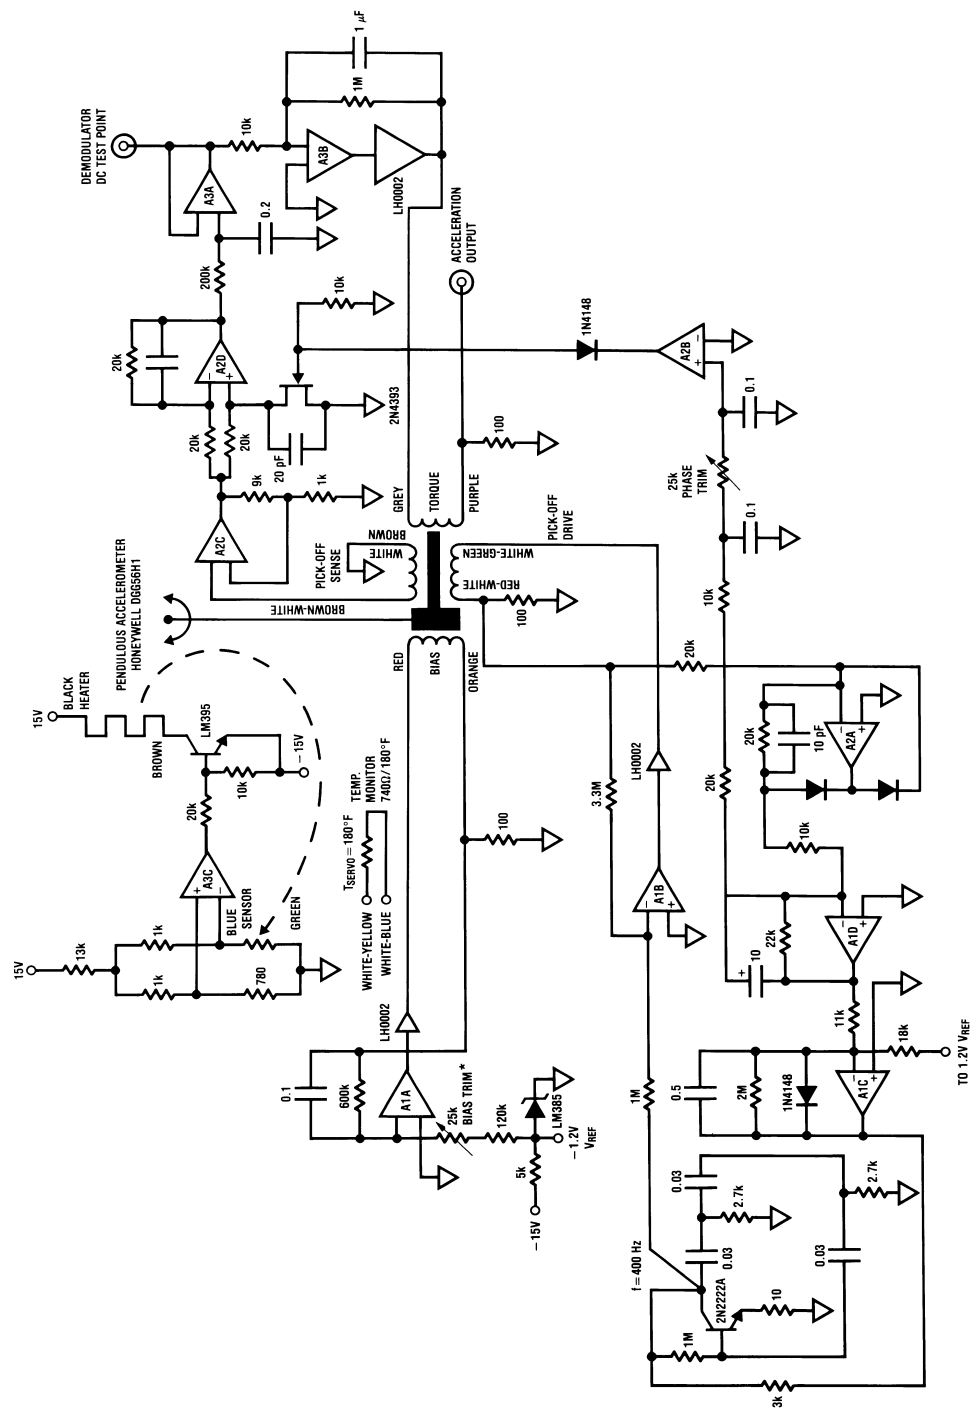 15V
13k
1k
1k
780
A3C
+
−
BLUE
SENSOR
GREEN
20k
10k
−15V
LM395
BROWN
15V
BLACK
HEATER
PENDULOUS ACCELEROMETER
HONEYWELL DGG56H1
BROWN-WHITE
WHITE-YELLOW
WHITE-BLUE
TSERVO = 180°F
TEMP.
MONITOR
740Ω/180°F
0.1
600k
A1A
LH0002
25k
BIAS TRIM*
120k
5k
−15V
LM385
−1.2V
VREF
RED
BIAS
ORANGE
100
PICK-OFF
SENSE
WHITE
BROWN
WHITE-GREEN
RED-WHITE
PICK-OFF
DRIVE
100
GREY
TORQUE
PURPLE
100
ACCELERATION
OUTPUT
A2C
9k
1k
20k
20k
20k
A2D
−
+
20 pF
2N4393
10k
200k
0.2
A3A
DEMODULATOR
DC TEST POINT
10k
A3B
LH0002
1M
1 μF
1N4148
A2B
+
−
0.1
25k
PHASE
TRIM
0.1
10k
20k
20k
3.3M
LH0002
A1B
−
+
1M
20k
10 pF
A2A
−
+
10k
22k
+
10
A1D
−
+
11k
18k
TO 1.2V VREF
0.5
2M
1N4148
A1C
−
+
f = 400 Hz
0.03
2.7k
0.03
2.7k
0.03
2N2222A
10
1M
3k